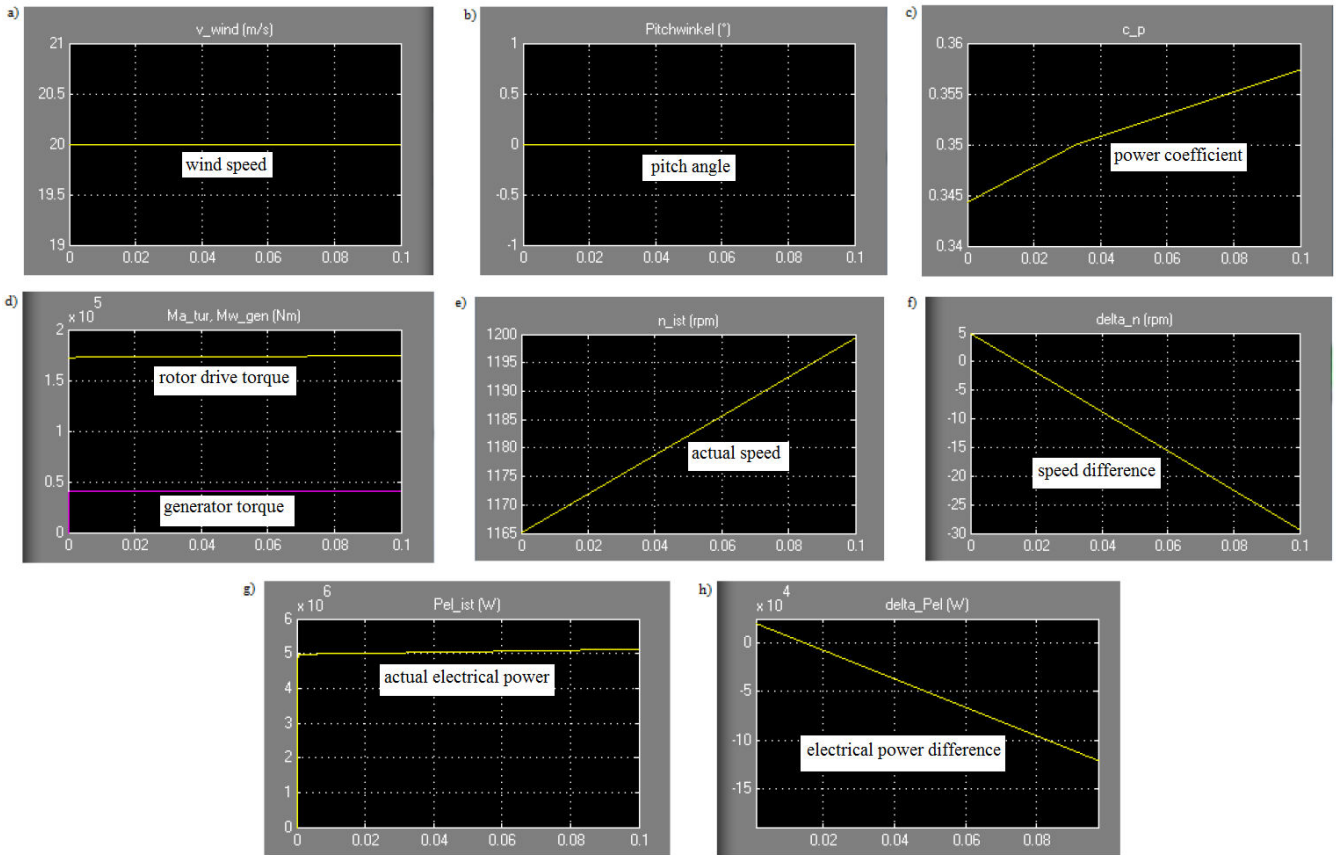 a)
v_wind (m/s)
21
20.5
20
19.5
19
0 0.02 0.04 0.06 0.08 0.1
wind speed
b)
Pitchwinkel (°)
1
0.5
0
-0.5
-1
0 0.02 0.04 0.06 0.08 0.1
pitch angle
c)
c_p
0.36
0.355
0.35
0.345
0.34
0 0.02 0.04 0.06 0.08 0.1
power coefficient
d)
x 10^5
Ma_tur, Mw_gen (Nm)
2
1.5
1
0.5
0
0 0.02 0.04 0.06 0.08 0.1
rotor drive torque
generator torque
e)
n_ist (rpm)
1200
1195
1190
1185
1180
1175
1170
1165
0 0.02 0.04 0.06 0.08 0.1
actual speed
f)
delta_n (rpm)
5
0
-5
-10
-15
-20
-25
-30
0 0.02 0.04 0.06 0.08 0.1
speed difference
g)
x 10^6
Pel_ist (W)
6
5
4
3
2
1
0
0 0.02 0.04 0.06 0.08 0.1
actual electrical power
h)
x 10^4
delta_Pel (W)
0
-5
-10
-15
0.02 0.04 0.06 0.08
electrical power difference